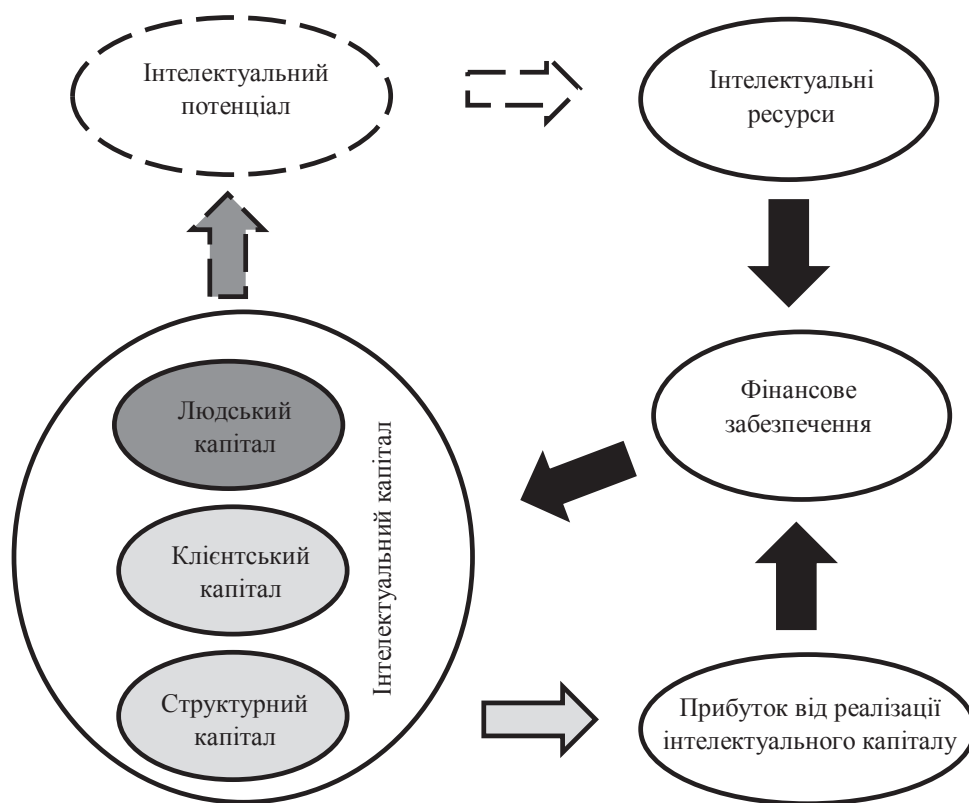 Інтелектуальний
потенціал
Інтелектуальні
ресурси
Фінансове
забезпечення
Людський
капітал
Клієнтський
капітал
Структурний
капітал
Інтелектуальний капітал
Прибуток від реалізації
інтелектуального капіталу